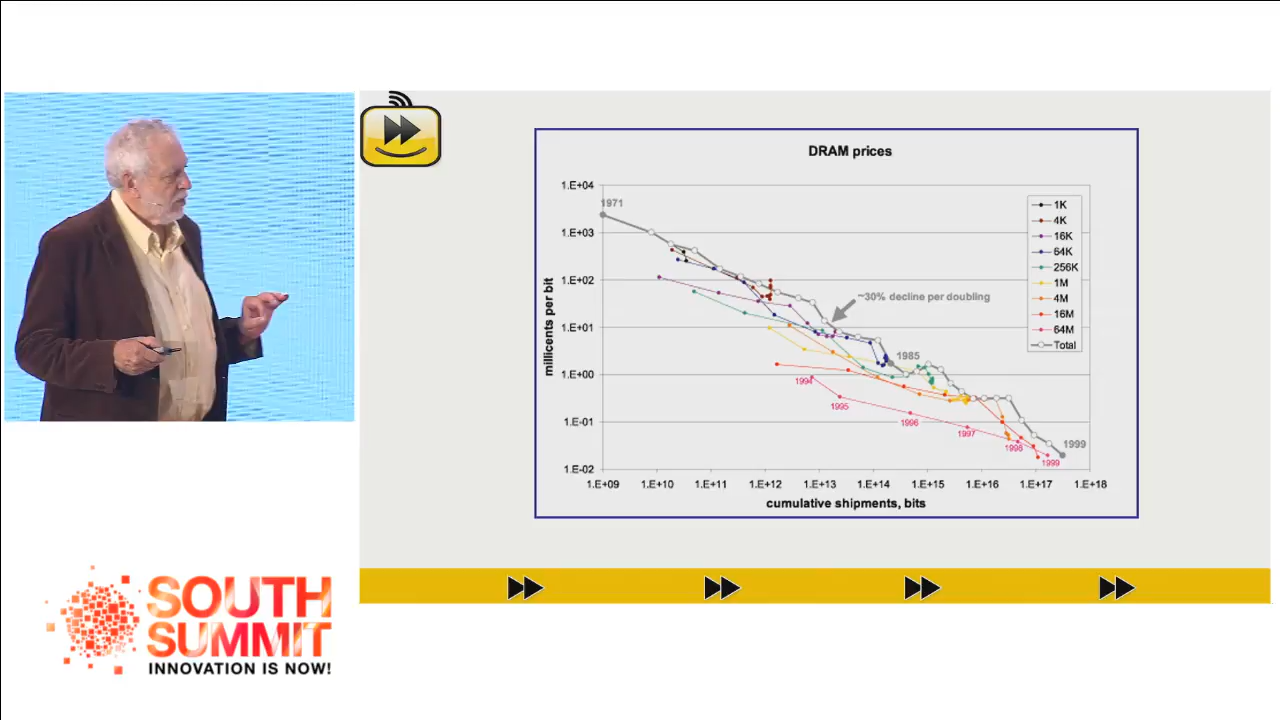 DRAM prices
1.E+04
1.E+03
1.E+02
1.E+01
1.E+00
1.E-01
1.E-02
millicents per bit
1971
~30% decline per doubling
1985
1994
1995
1996
1997
1998
1999
1999
1K
4K
16K
64K
256K
1M
4M
16M
64M
Total
1.E+09 1.E+10 1.E+11 1.E+12 1.E+13 1.E+14 1.E+15 1.E+16 1.E+17 1.E+18
cumulative shipments, bits
SOUTH
SUMMIT
INNOVATION IS NOW!